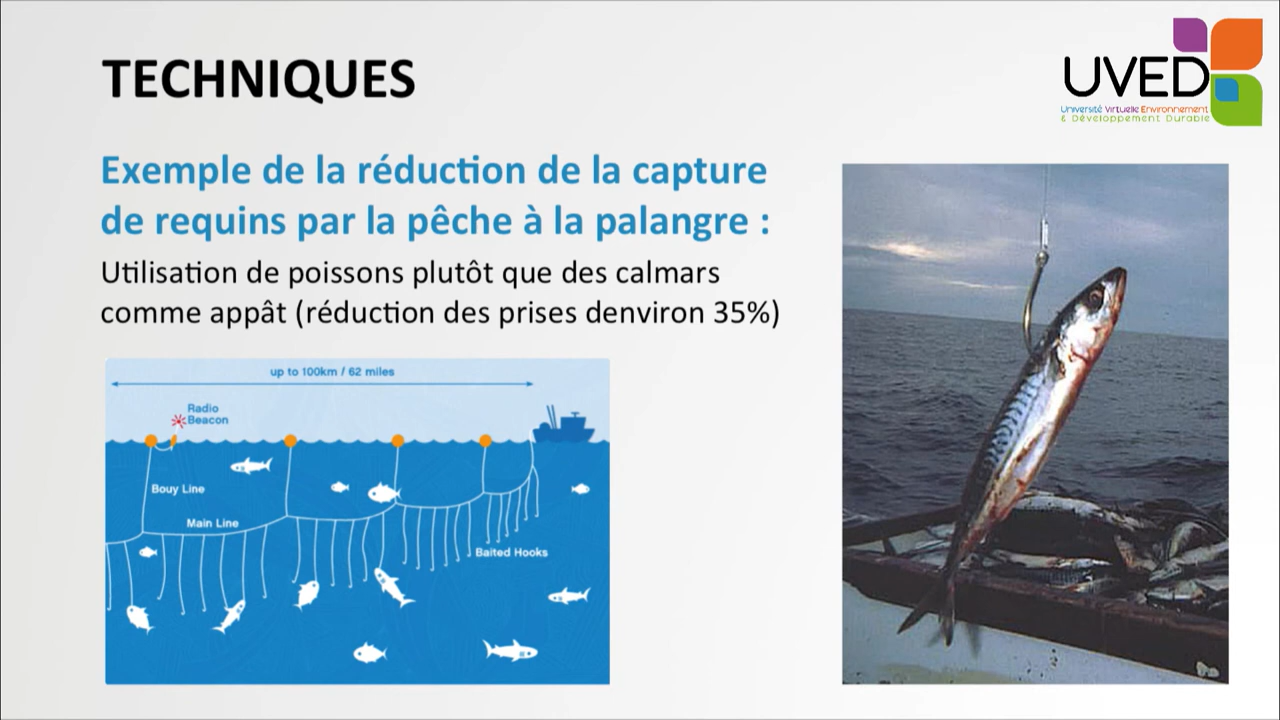 TECHNIQUES
UVED
Université Virtuelle Environnement
& Développement Durable
Exemple de la réduction de la capture
de requins par la pêche à la palangre :
Utilisation de poissons plutôt que des calmars
comme appât (réduction des prises denviron 35%)
up to 100km / 62 miles
Radio
Beacon
Bouy Line
Main Line
Baited Hooks